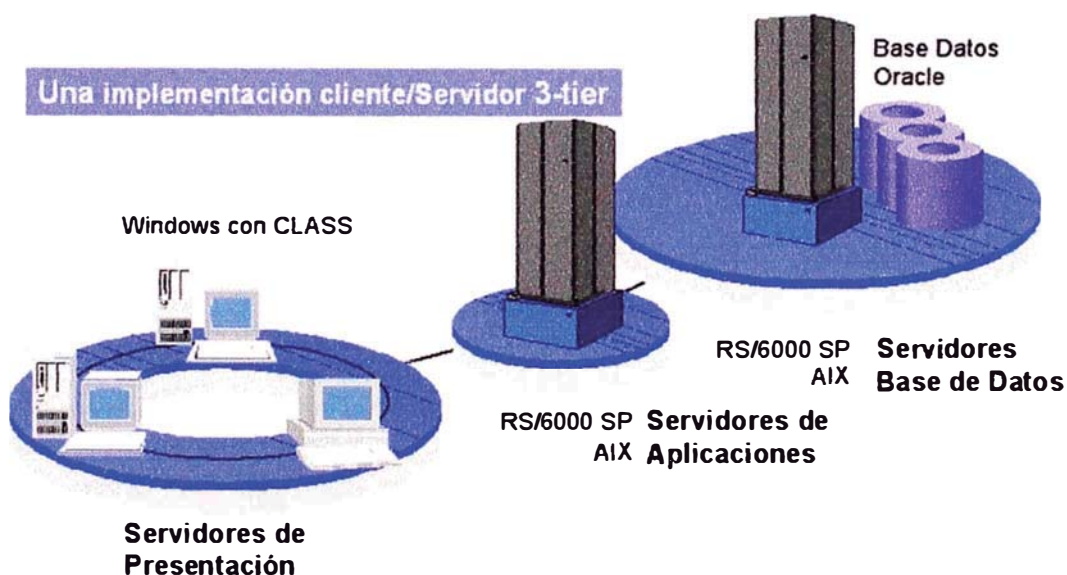 Base Datos
Oracle
Una implementación cliente/Servidor 3-tier
Windows con CLASS
RS/6000 SP Servidores
AIX Base de Datos
RS/6000 SP Servidores de
AIX Aplicaciones
Servidores de
Presentación